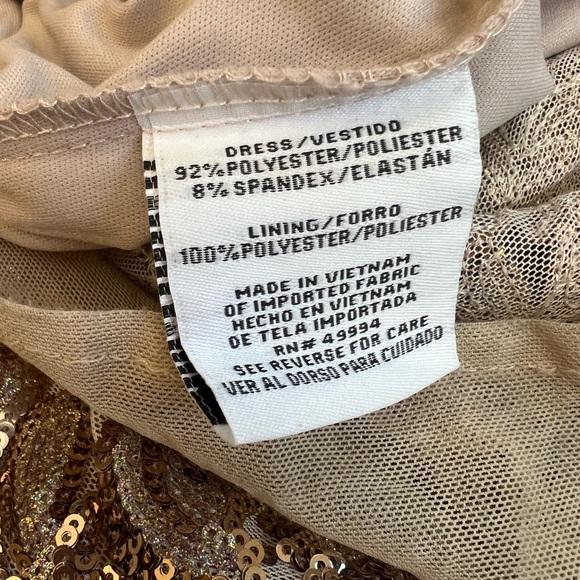 DRESS/VESTIDO
92%POLYESTER/POLIESTER
8% SPANDEX/ELASTÁN
LINING/FORRO
100%POLYESTER/POLIESTER
MADE IN VIETNAM
OF IMPORTED FABRIC
HECHO EN VIETNAM
DE TELA IMPORTADA
RN# 49994
SEE REVERSE FOR CARE
VER AL DORSO PARA CUIDADO